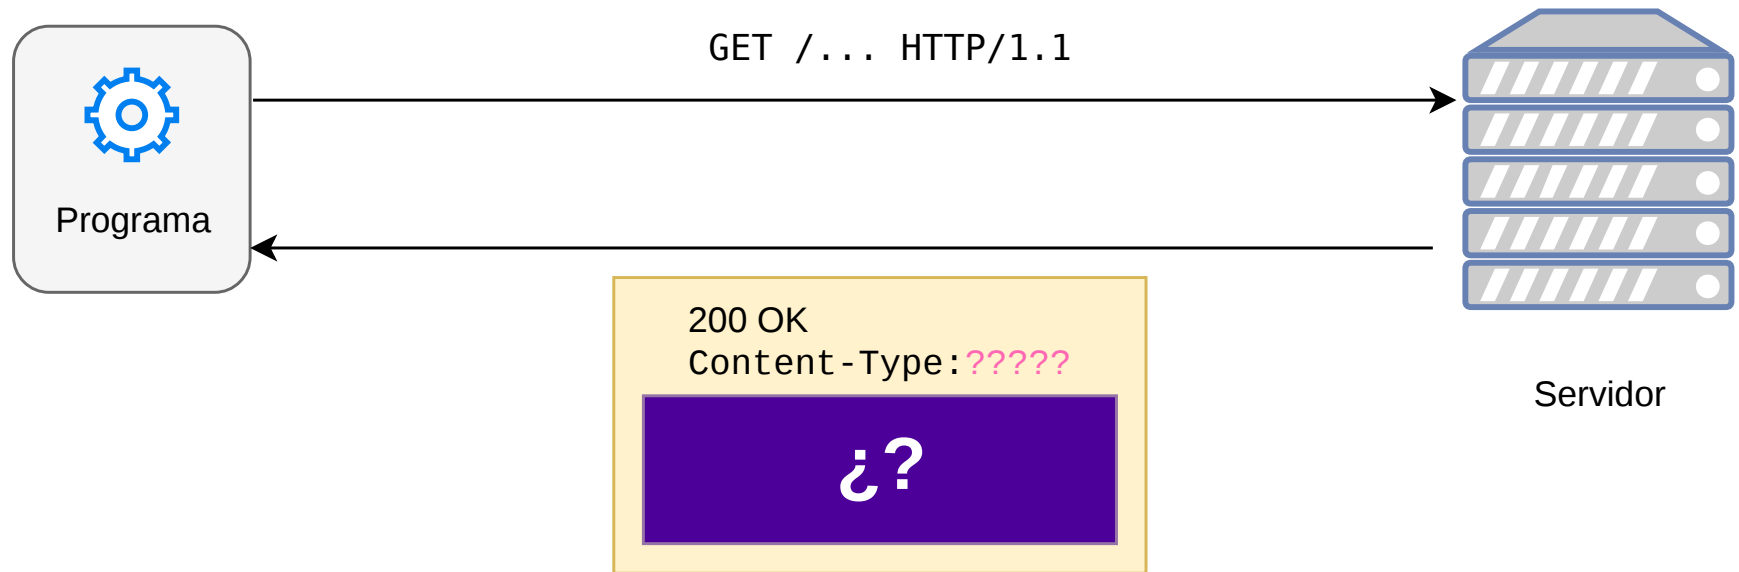 GET /... HTTP/1.1
Programa
200 OK
Content-Type:?????
¿?
Servidor